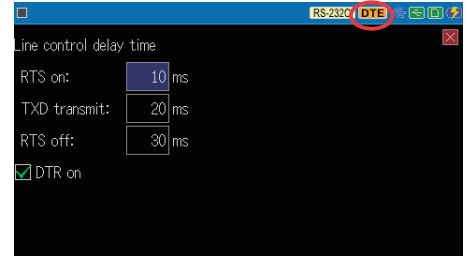 RS-232C DTE
Line control delay time
RTS on: 10 ms
TXD transmit: 20 ms
RTS off: 30 ms
DTR on